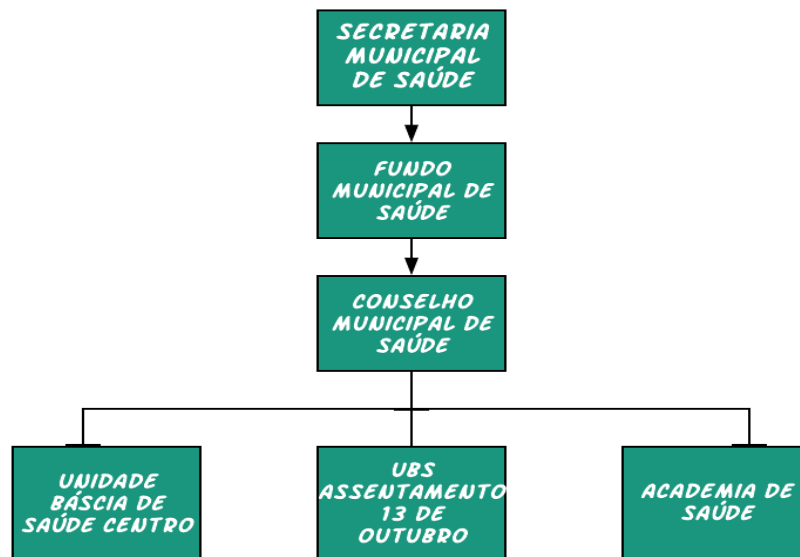 SECRETARIA
MUNICIPAL
DE SAÚDE
FUNDO
MUNICIPAL DE
SAÚDE
CONSELHO
MUNICIPAL DE
SAÚDE
UNIDADE
BÁSCIA DE
SAÚDE CENTRO
UBS
ASSENTAMENTO
13 DE
OUTUBRO
ACADEMIA DE
SAÚDE